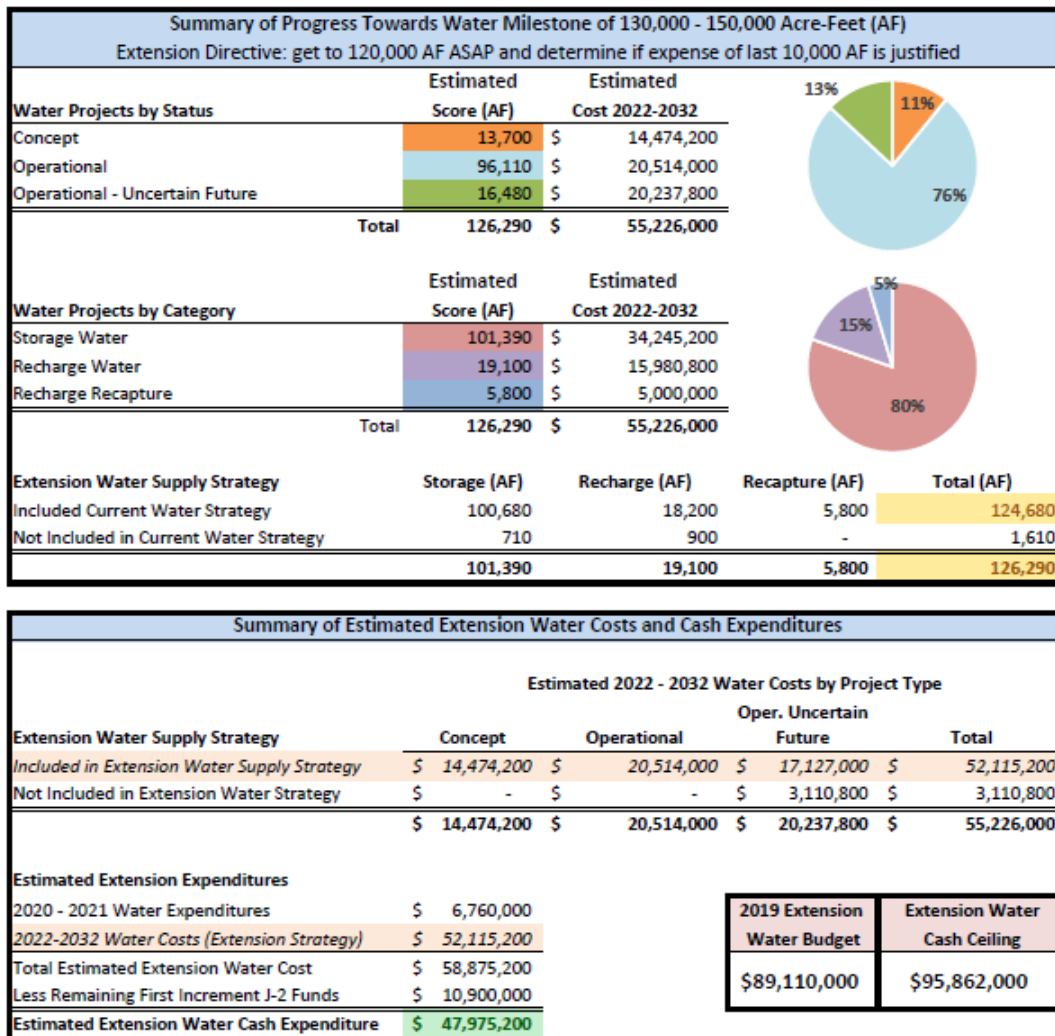 Summary of Progress Towards Water Milestone of 130,000 - 150,000 Acre-Feet (AF)
Extension Directive: get to 120,000 AF ASAP and determine if expense of last 10,000 AF is justified
Estimated Estimated
Water Projects by Status Score (AF) Cost 2022-2032
Concept 13,700 $ 14,474,200
Operational 96,110 $ 20,514,000
Operational - Uncertain Future 16,480 $ 20,237,800
Total 126,290 $ 55,226,000
13%
11%
76%
Estimated Estimated
Water Projects by Category Score (AF) Cost 2022-2032
Storage Water 101,390 $ 34,245,200
Recharge Water 19,100 $ 15,980,800
Recharge Recapture 5,800 $ 5,000,000
Total 126,290 $ 55,226,000
5%
15%
80%
Extension Water Supply Strategy Storage (AF) Recharge (AF) Recapture (AF) Total (AF)
Included Current Water Strategy 100,680 18,200 5,800 124,680
Not Included in Current Water Strategy 710 900 - 1,610
101,390 19,100 5,800 126,290
Summary of Estimated Extension Water Costs and Cash Expenditures
Estimated 2022 - 2032 Water Costs by Project Type
Oper. Uncertain
Extension Water Supply Strategy Concept Operational Future Total
Included in Extension Water Supply Strategy $ 14,474,200 $ 20,514,000 $ 17,127,000 $ 52,115,200
Not Included in Extension Water Strategy $ - $ - $ 3,110,800 $ 3,110,800
$ 14,474,200 $ 20,514,000 $ 20,237,800 $ 55,226,000
Estimated Extension Expenditures
2020 - 2021 Water Expenditures $ 6,760,000
2022-2032 Water Costs (Extension Strategy) $ 52,115,200
Total Estimated Extension Water Cost $ 58,875,200
Less Remaining First Increment J-2 Funds $ 10,900,000
Estimated Extension Water Cash Expenditure $ 47,975,200
2019 Extension Extension Water
Water Budget Cash Ceiling
$89,110,000 $95,862,000